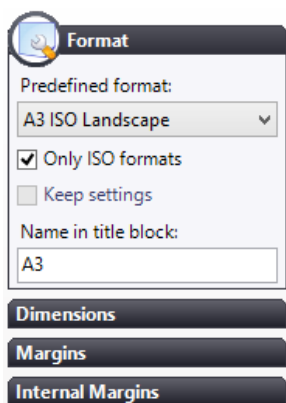 Format
Predefined format:
A3 ISO Landscape
Only ISO formats
Keep settings
Name in title block:
A3
Dimensions
Margins
Internal Margins